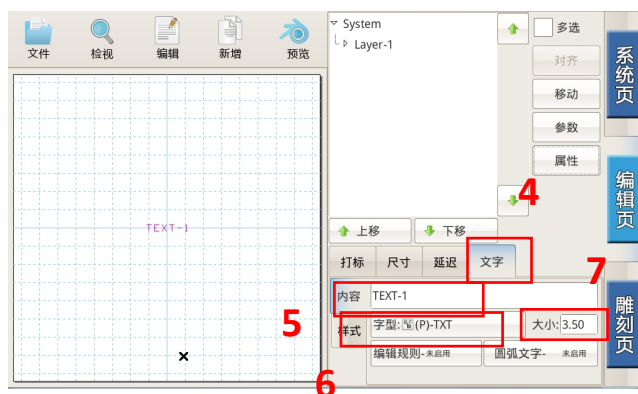 文件 检视 编辑 新增 预览
System
Layer-1
多选
对齐
移动
参数
属性
系统页
编辑页
雕刻页
TEXT-1
4
上移 下移
打标 尺寸 延迟 文字
7
内容 TEXT-1
5
样式 字型: (P)-TXT 大小: 3.50
编辑规则-未启用 圆弧文字- 未启用
6